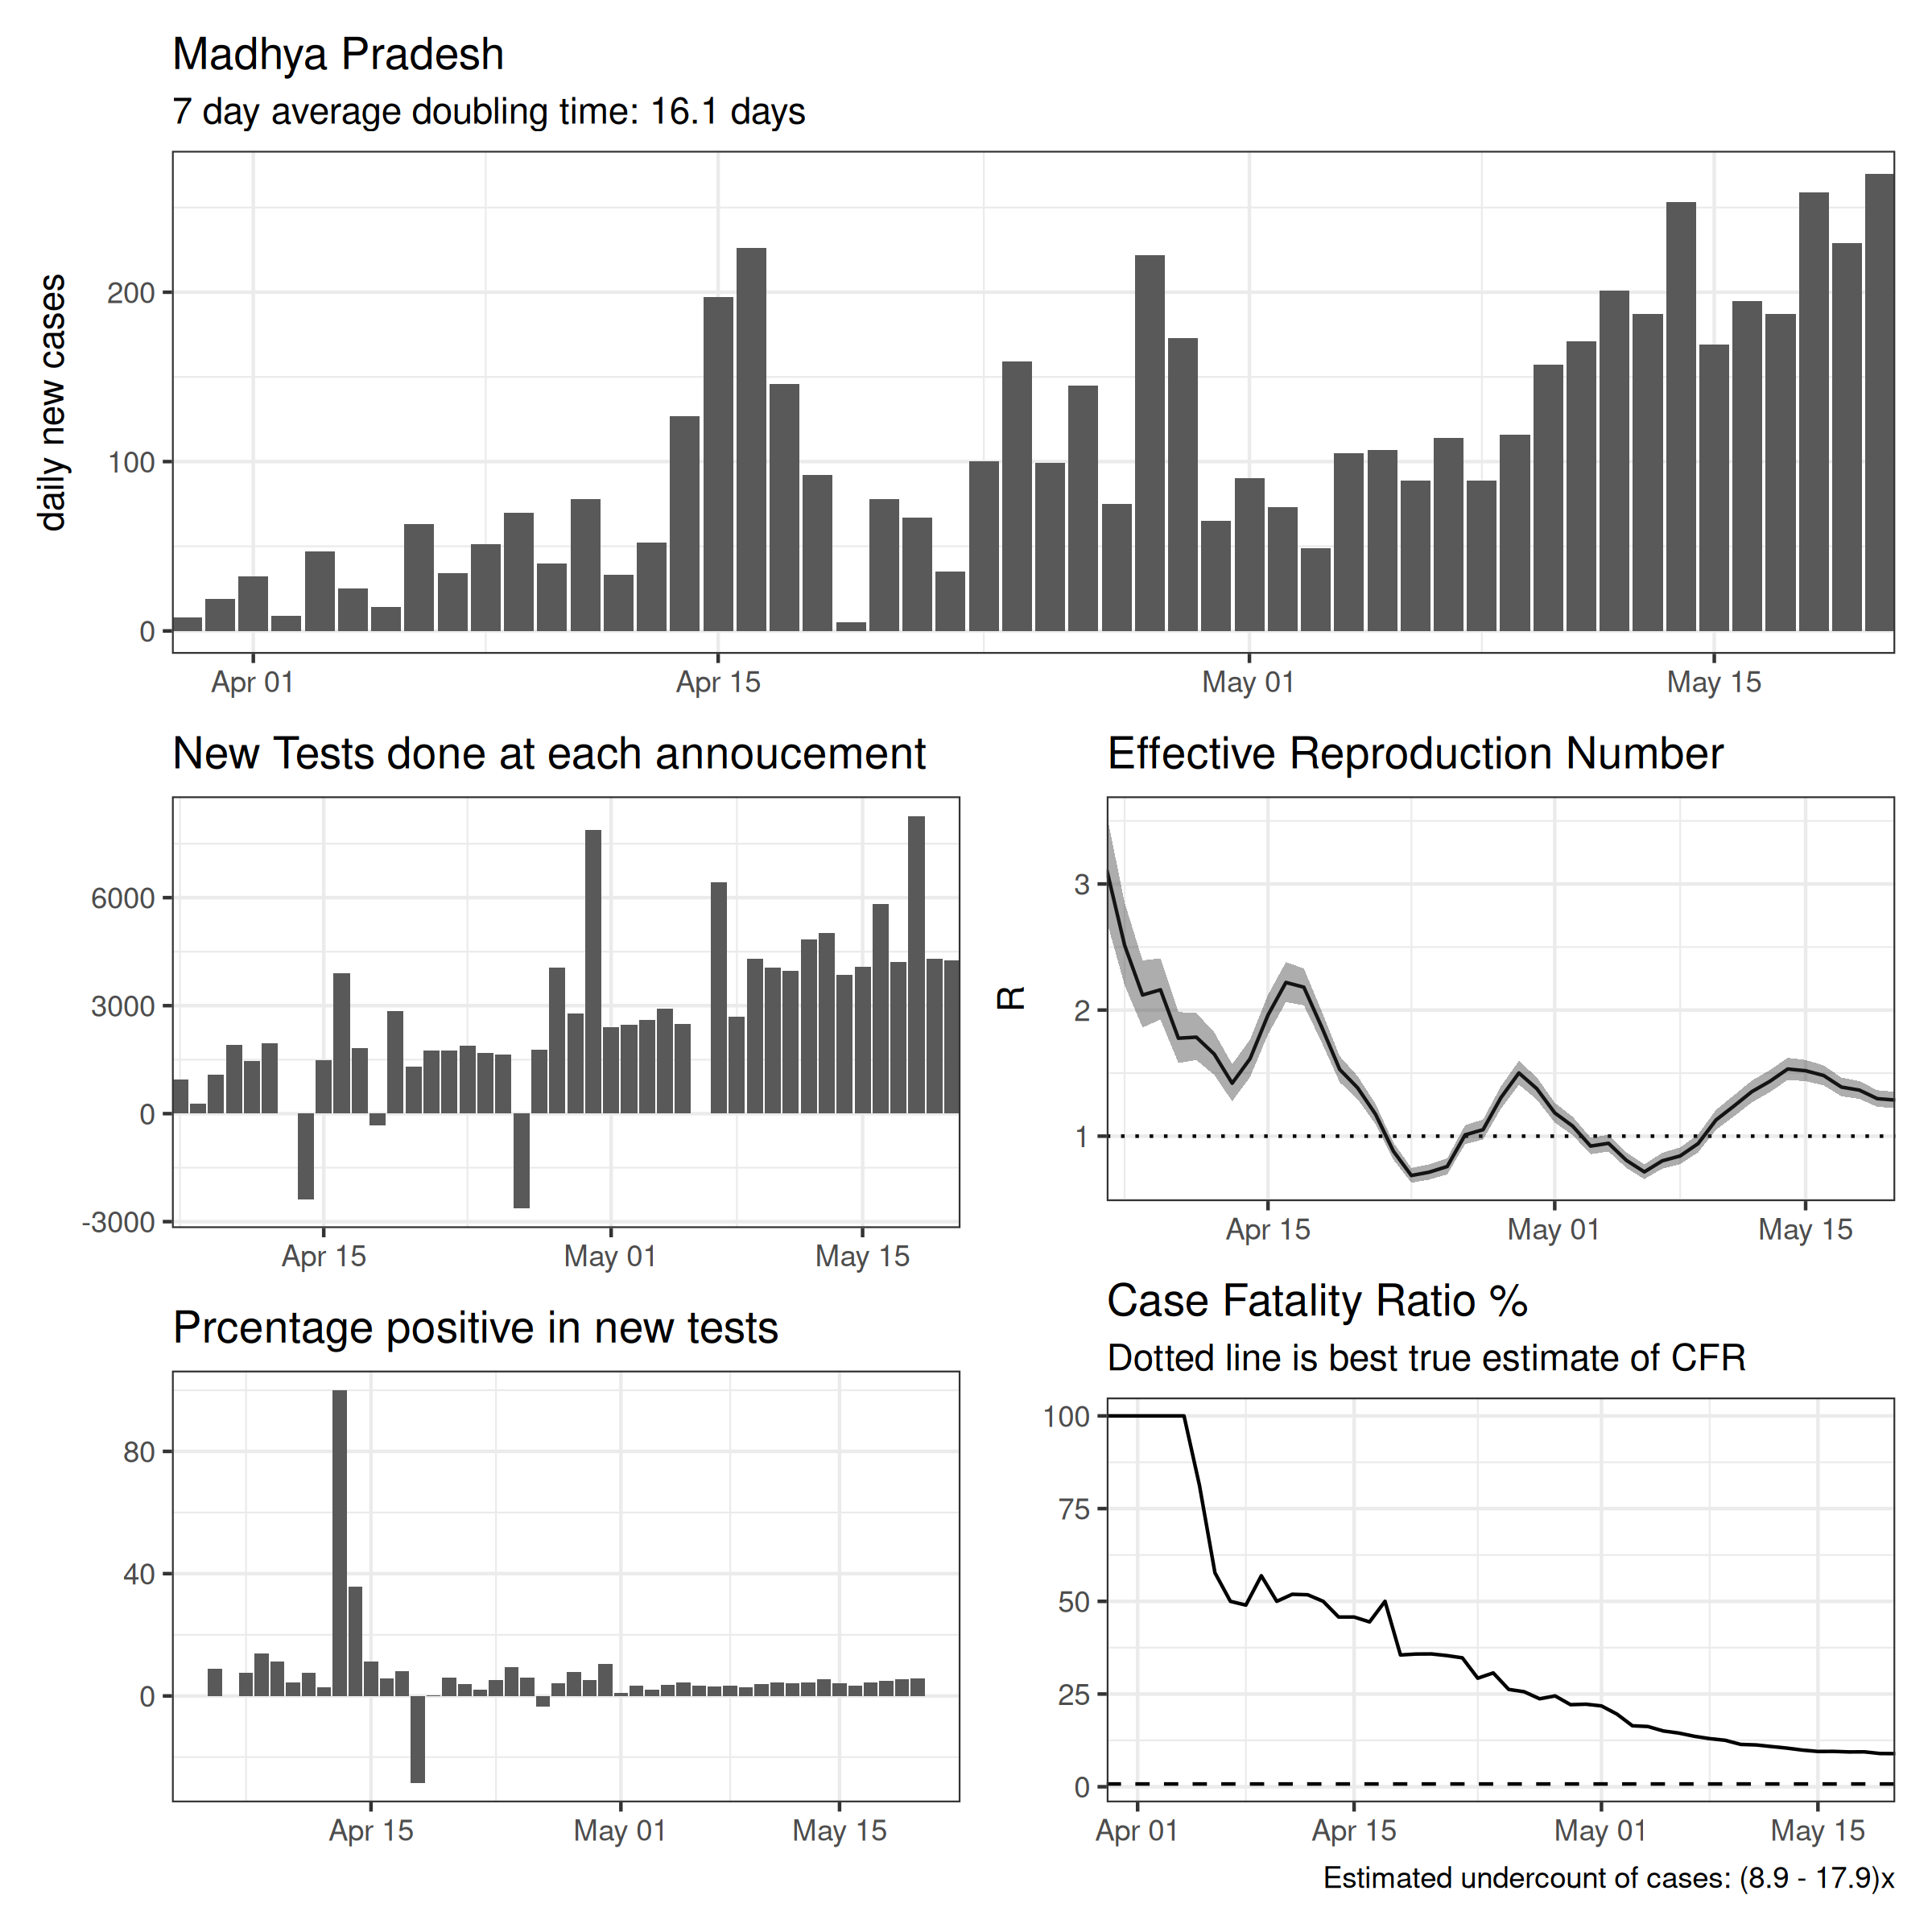 Madhya Pradesh
7 day average doubling time: 16.1 days
daily new cases
200
100
0
Apr 01 Apr 15 May 01 May 15
New Tests done at each annoucement
6000
3000
0
-3000
Apr 15 May 01 May 15
Effective Reproduction Number
R
3
2
1
Apr 15 May 01 May 15
Prcentage positive in new tests
80
40
0
Apr 15 May 01 May 15
Case Fatality Ratio %
Dotted line is best true estimate of CFR
100
75
50
25
0
Apr 01 Apr 15 May 01 May 15
Estimated undercount of cases: (8.9 - 17.9)x